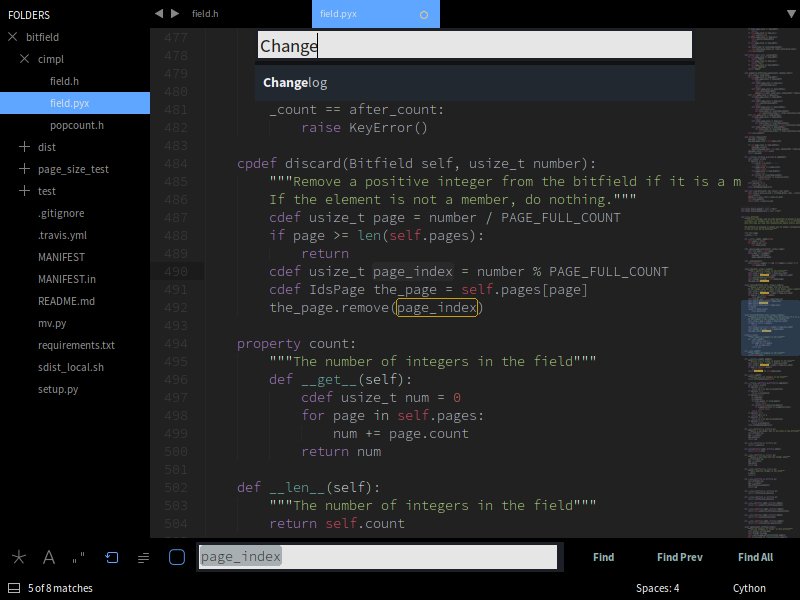 FOLDERS
bitfield
cimpl
field.h
field.pyx
popcount.h
dist
page_size_test
test
.gitignore
.travis.yml
MANIFEST
MANIFEST.in
README.md
mv.py
requirements.txt
sdist_local.sh
setup.py
field.h
field.pyx
Change
Changelog
477
478
479
480
481 _count == after_count:
482 raise KeyError()
483
484 cpdef discard(Bitfield self, usize_t number):
485 """Remove a positive integer from the bitfield if it is a m
486 If the element is not a member, do nothing."""
487 cdef usize_t page = number / PAGE_FULL_COUNT
488 if page >= len(self.pages):
489 return
490 cdef usize_t page_index = number % PAGE_FULL_COUNT
491 cdef IdsPage the_page = self.pages[page]
492 the_page.remove(page_index)
493
494 property count:
495 """The number of integers in the field"""
496 def __get__(self):
497 cdef usize_t num = 0
498 for page in self.pages:
499 num += page.count
500 return num
501
502 def __len__(self):
503 """The number of integers in the field"""
504 return self.count
page_index
Find
Find Prev
Find All
5 of 8 matches
Spaces: 4
Cython